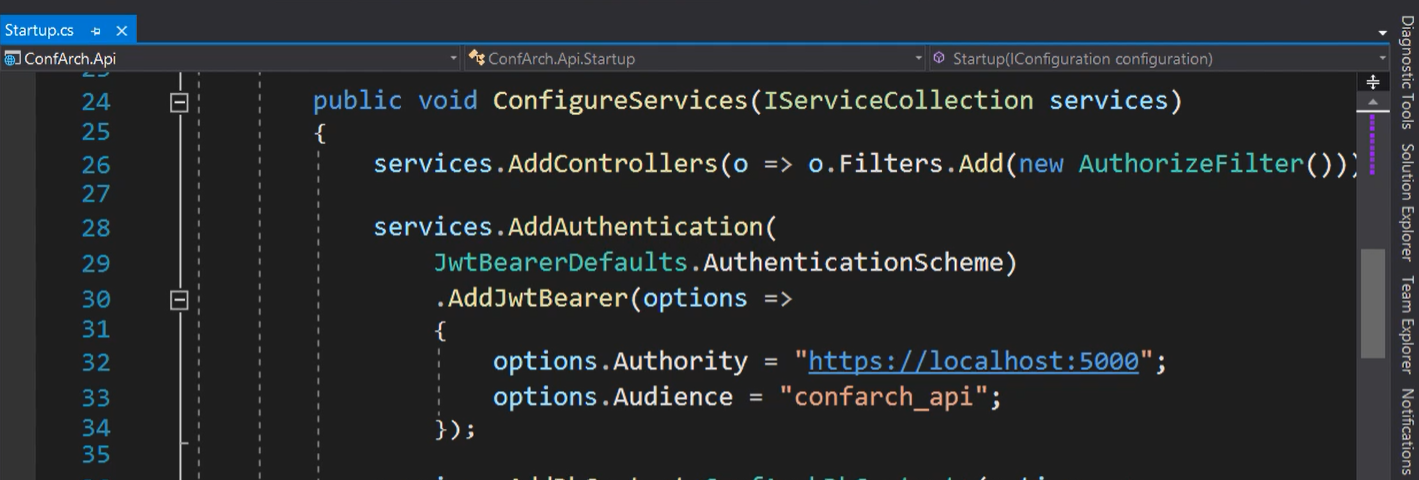 Startup.cs
ConfArch.Api
ConfArch.Api.Startup
Startup(IConfiguration configuration)
24 public void ConfigureServices(IServiceCollection services)
25 {
26 services.AddControllers(o => o.Filters.Add(new AuthorizeFilter()))
27
28 services.AddAuthentication(
29 JwtBearerDefaults.AuthenticationScheme)
30 .AddJwtBearer(options =>
31 {
32 options.Authority = "https://localhost:5000";
33 options.Audience = "confarch_api";
34 });
35
Diagnostic Tools
Solution Explorer
Team Explorer
Notifications